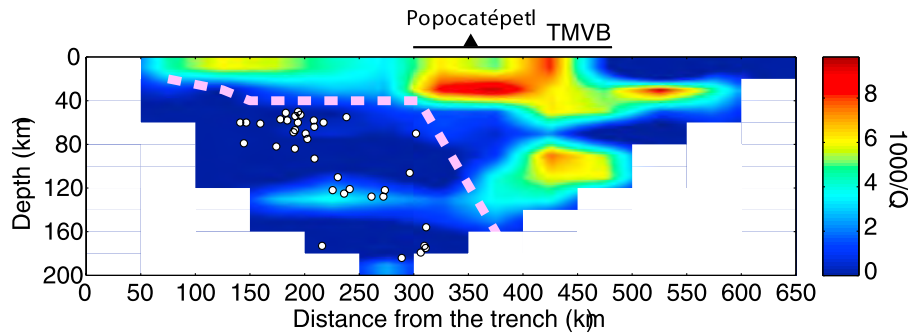 Popocatépetl
TMVB
0
40
80
120
160
200
Depth (km)
0 50 100 150 200 250 300 350 400 450 500 550 600 650
Distance from the trench (km)
8
6
4
2
0
1000/Q